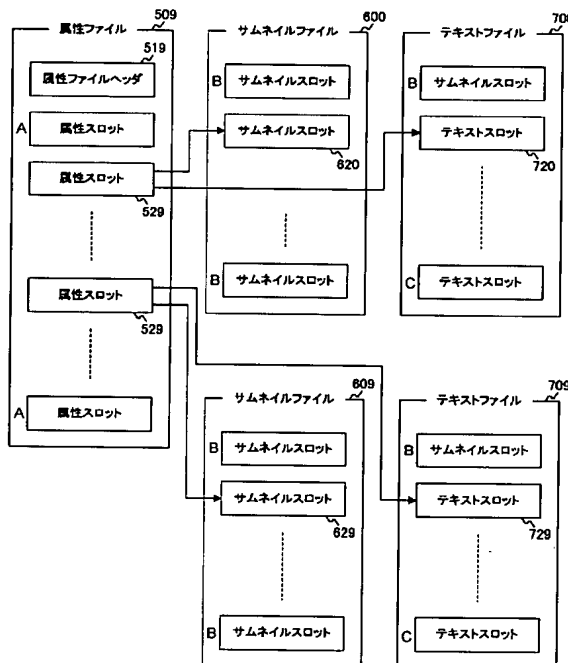 属性ファイル
509
519
属性ファイルヘッダ
A
属性スロット
属性スロット
529
属性スロット
529
A
属性スロット
サムネイルファイル
600
B
サムネイルスロット
サムネイルスロット
620
B
サムネイルスロット
テキストファイル
B
サムネイルスロット
テキストスロット
720
C
テキストスロット
サムネイルファイル
609
B
サムネイルスロット
サムネイルスロット
629
B
サムネイルスロット
テキストファイル
709
B
サムネイルスロット
テキストスロット
729
C
テキストスロット